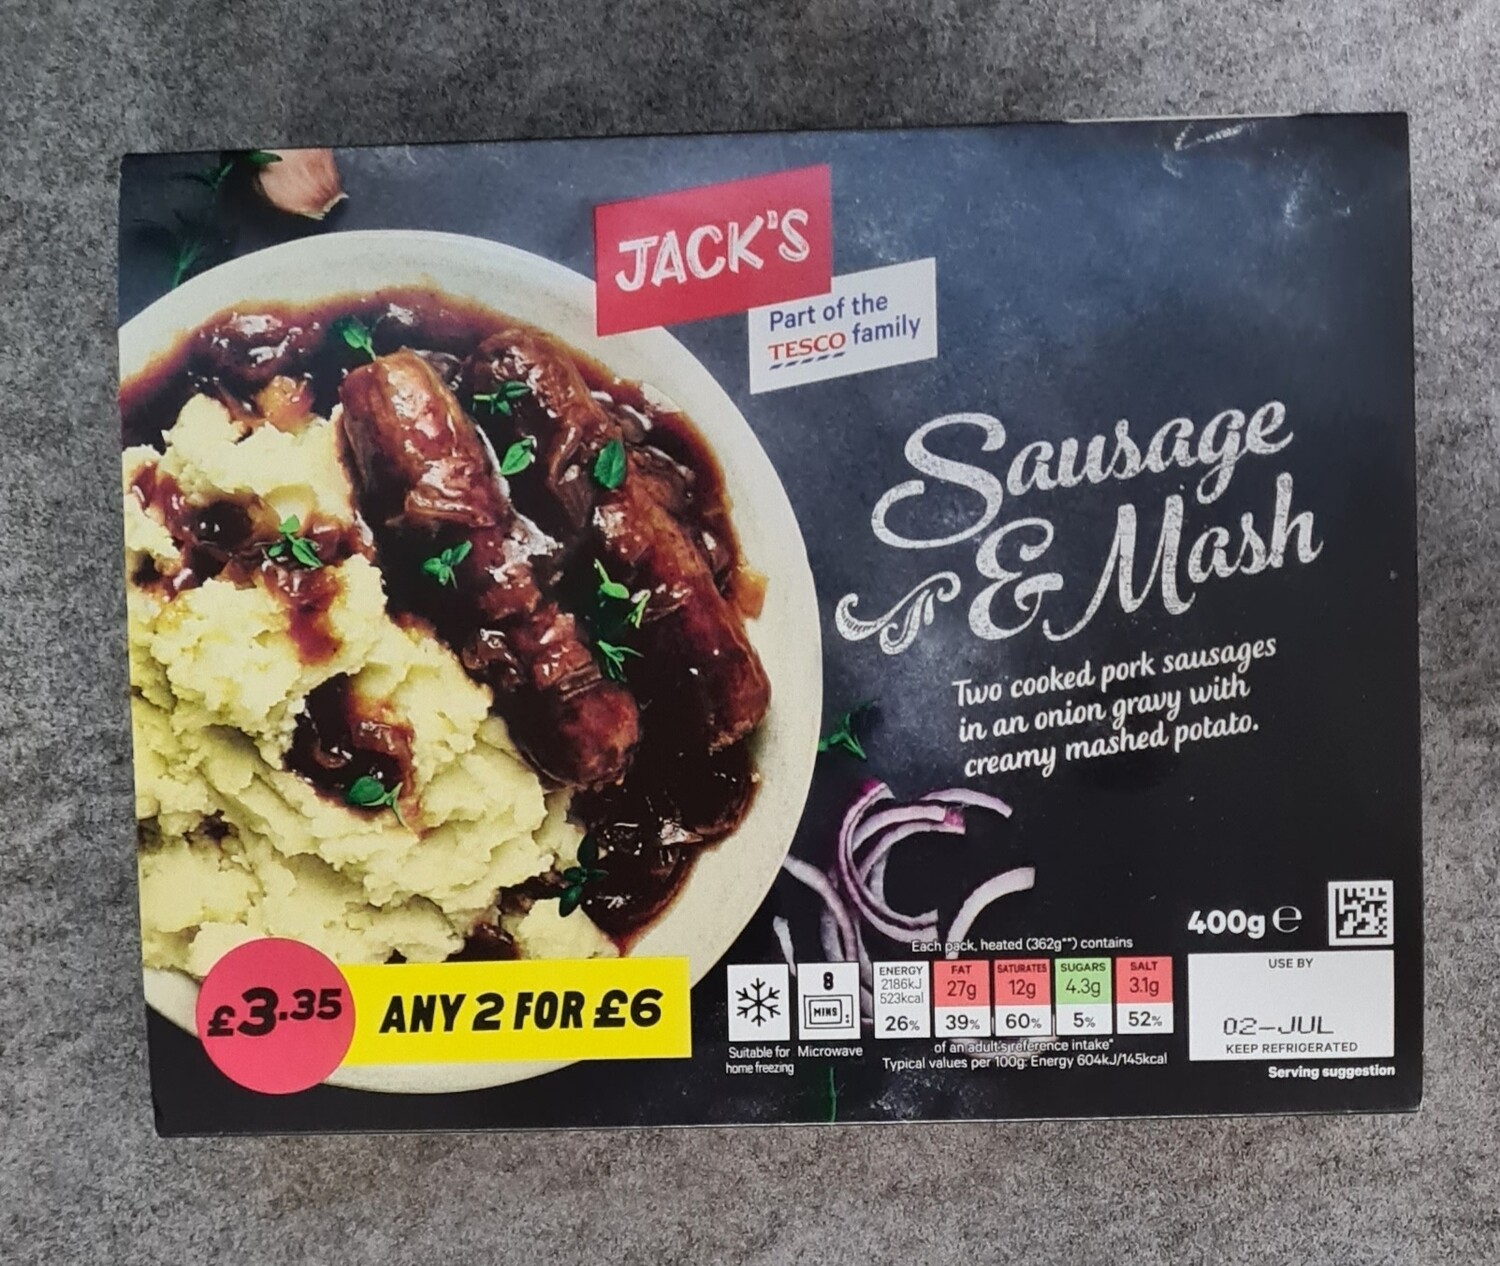 JACK'S
Part of the
TESCO family
Sausage
& Mash
Two cooked pork sausages
in an onion gravy with
creamy mashed potato.
£3.35
ANY 2 FOR £6
Suitable for
home freezing
8
MINS
Microwave
Each pack, heated (362g**) contains
ENERGY
2186kJ
523kcal
26%
FAT
27g
39%
SATURATES
12g
60%
SUGARS
4.3g
5%
SALT
3.1g
52%
of an adult's reference intake*
Typical values per 100g: Energy 604kJ/145kcal
400g ℮
USE BY
02-JUL
KEEP REFRIGERATED
Serving suggestion